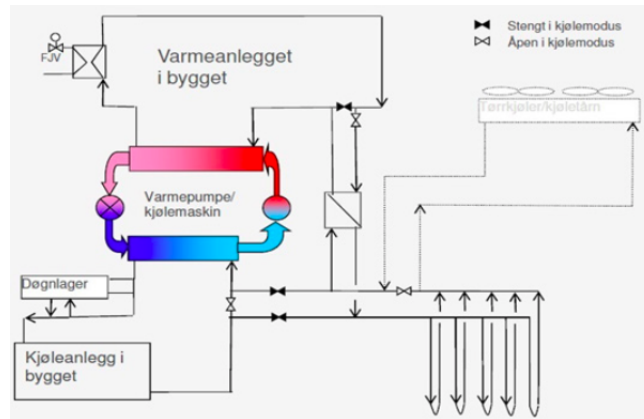 Stengt i kjølemodus
Åpen i kjølemodus
FJV
Varmeanlegget
i bygget
Tørrkjøler/kjøletårn
Varmepumpe/
kjølemaskin
Døgnlager
Kjøleanlegg i
bygget